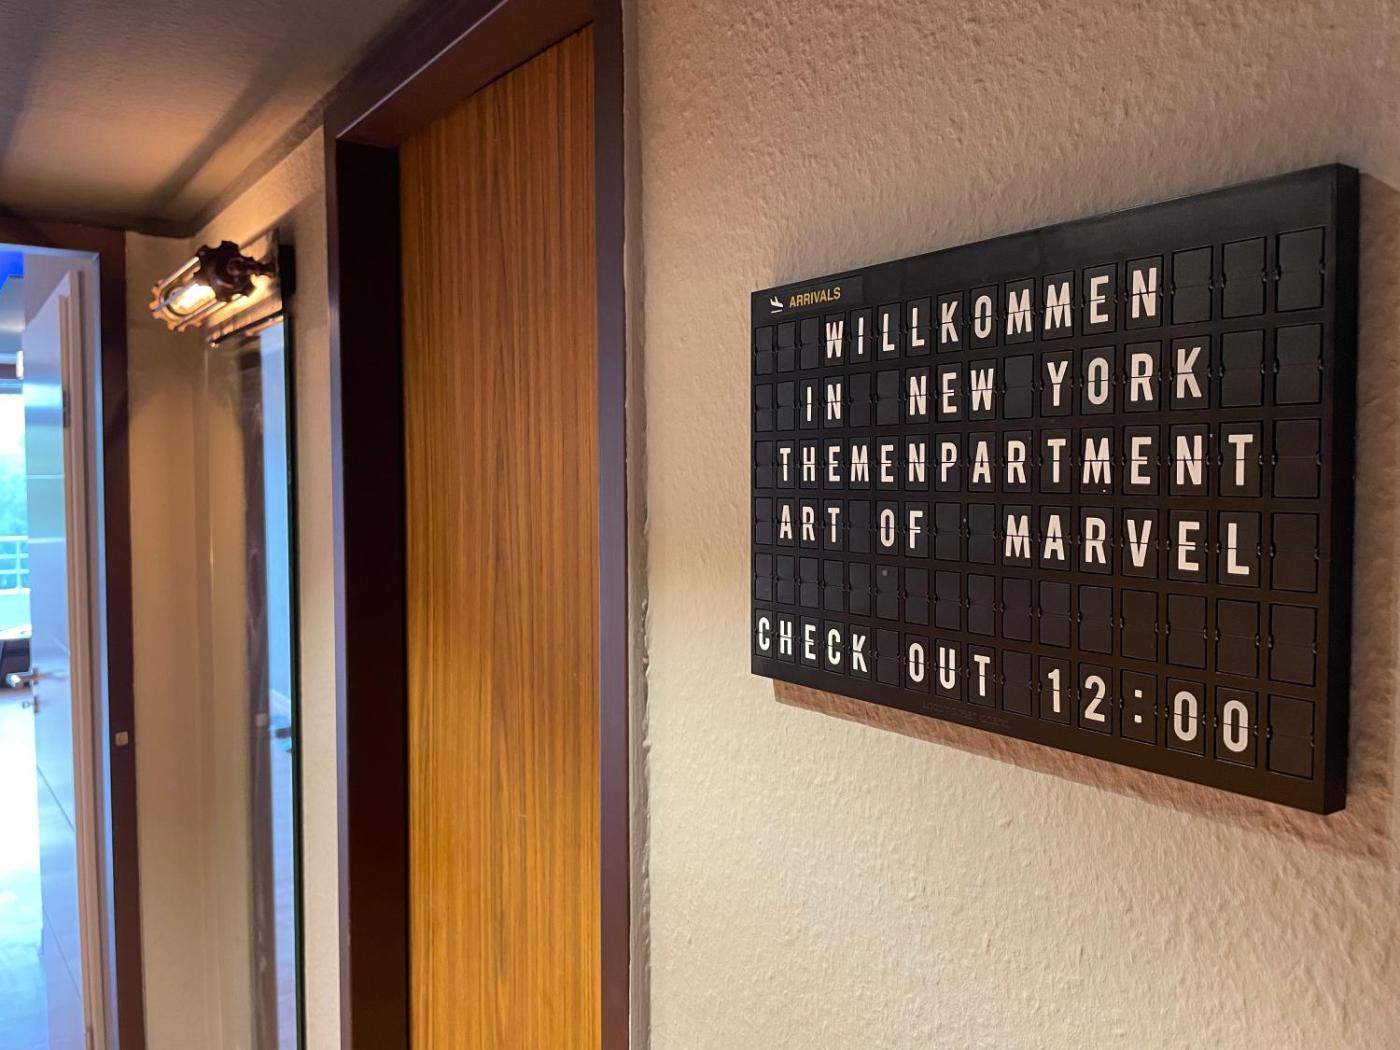 ARRIVALS
WILLKOMMEN
IN NEW YORK
THEMENPARTMENT
ART OF MARVEL
CHECK OUT 12:00